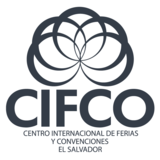 CIFCO
CENTRO INTERNACIONAL DE FERIAS
Y CONVENCIONES
EL SALVADOR